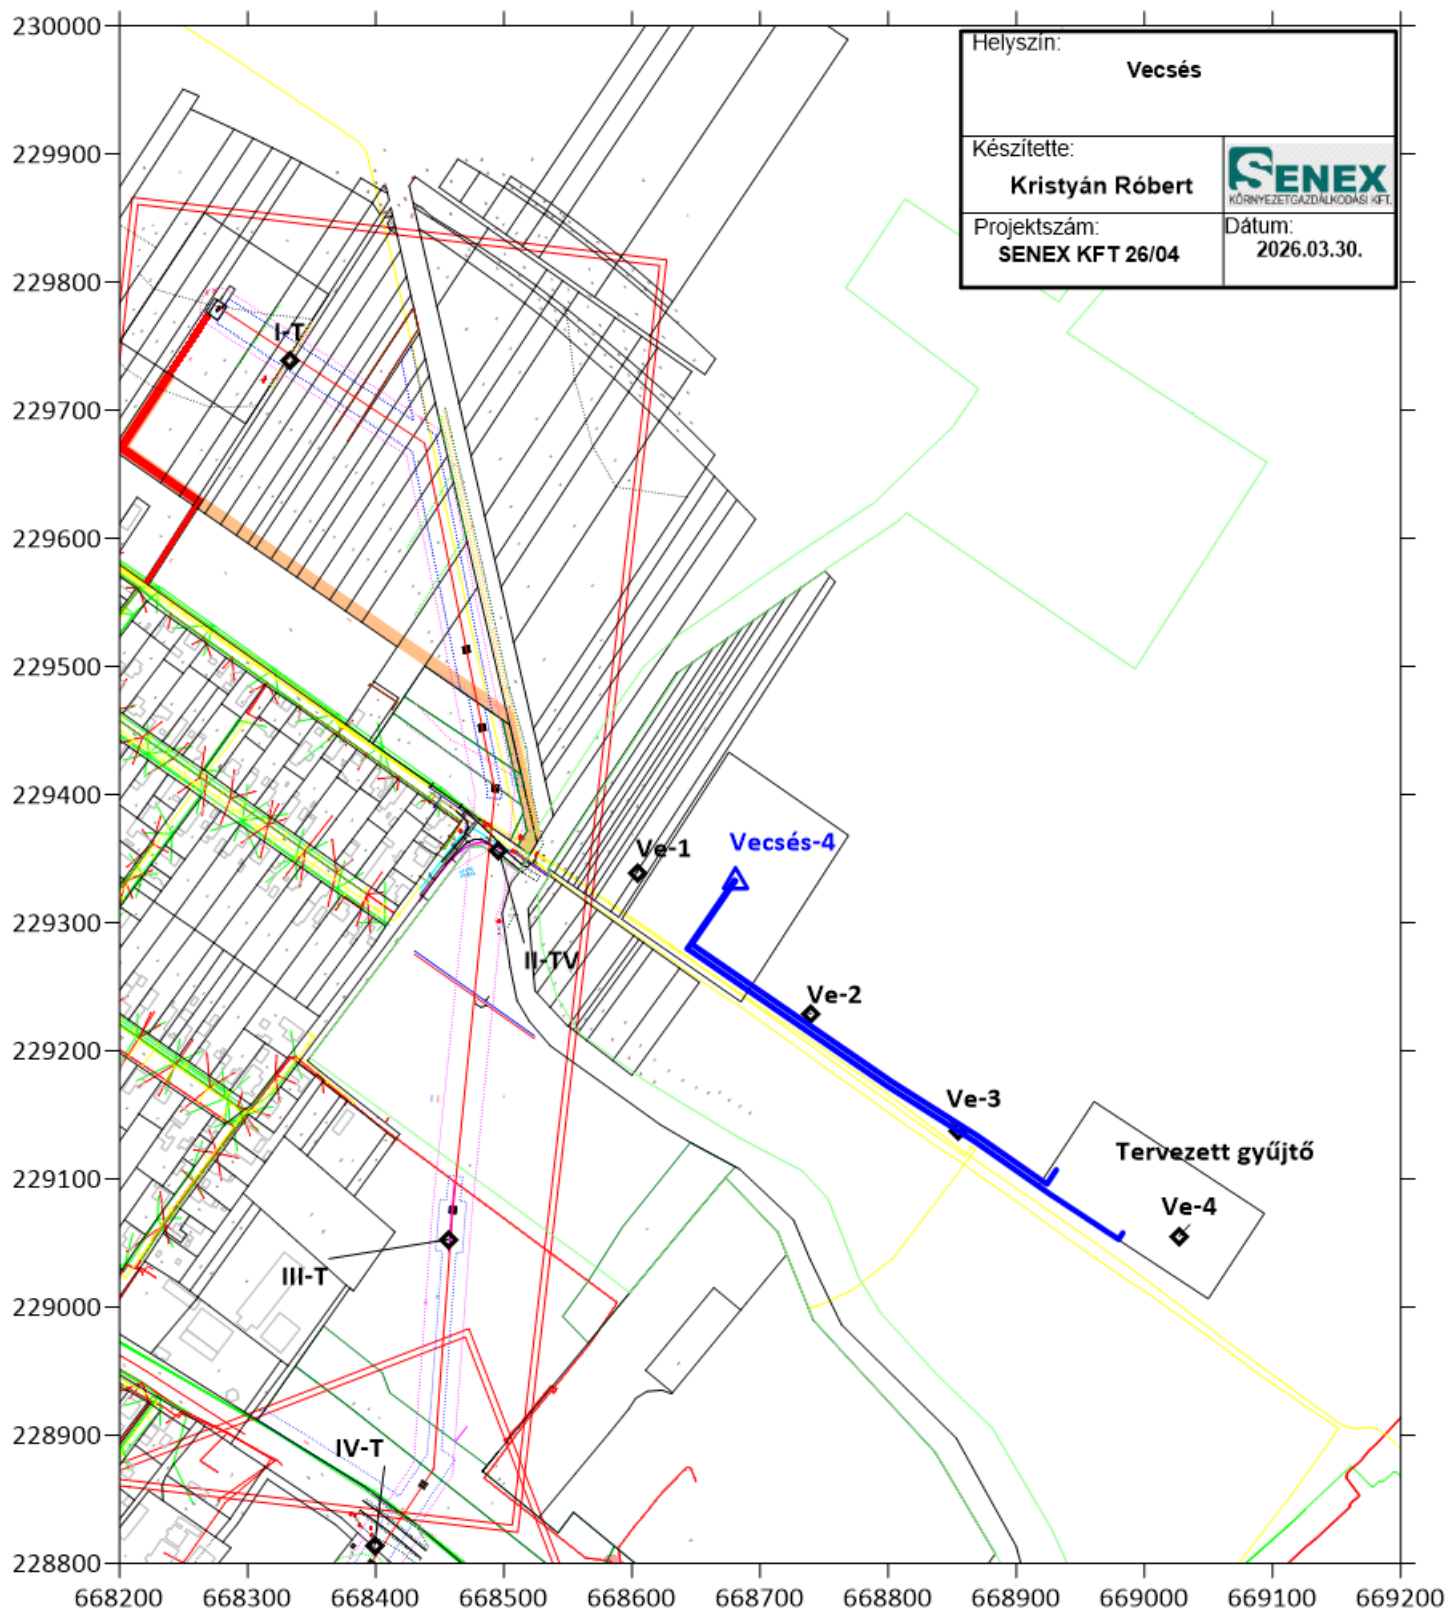 230000
229900
229800
229700
229600
229500
229400
229300
229200
229100
229000
228900
228800
668200 668300 668400 668500 668600 668700 668800 668900 669000 669100 669200
Helyszín:
Vecsés
Készítette:
Kristyán Róbert
SENEX
KÖRNYEZETGAZDÁLKODÁSI KFT.
Projektszám:
SENEX KFT 26/04
Dátum:
2026.03.30.
I-T
Ve-1
Vecsés-4
II-TV
Ve-2
Ve-3
Tervezett gyűjtő
Ve-4
III-T
IV-T